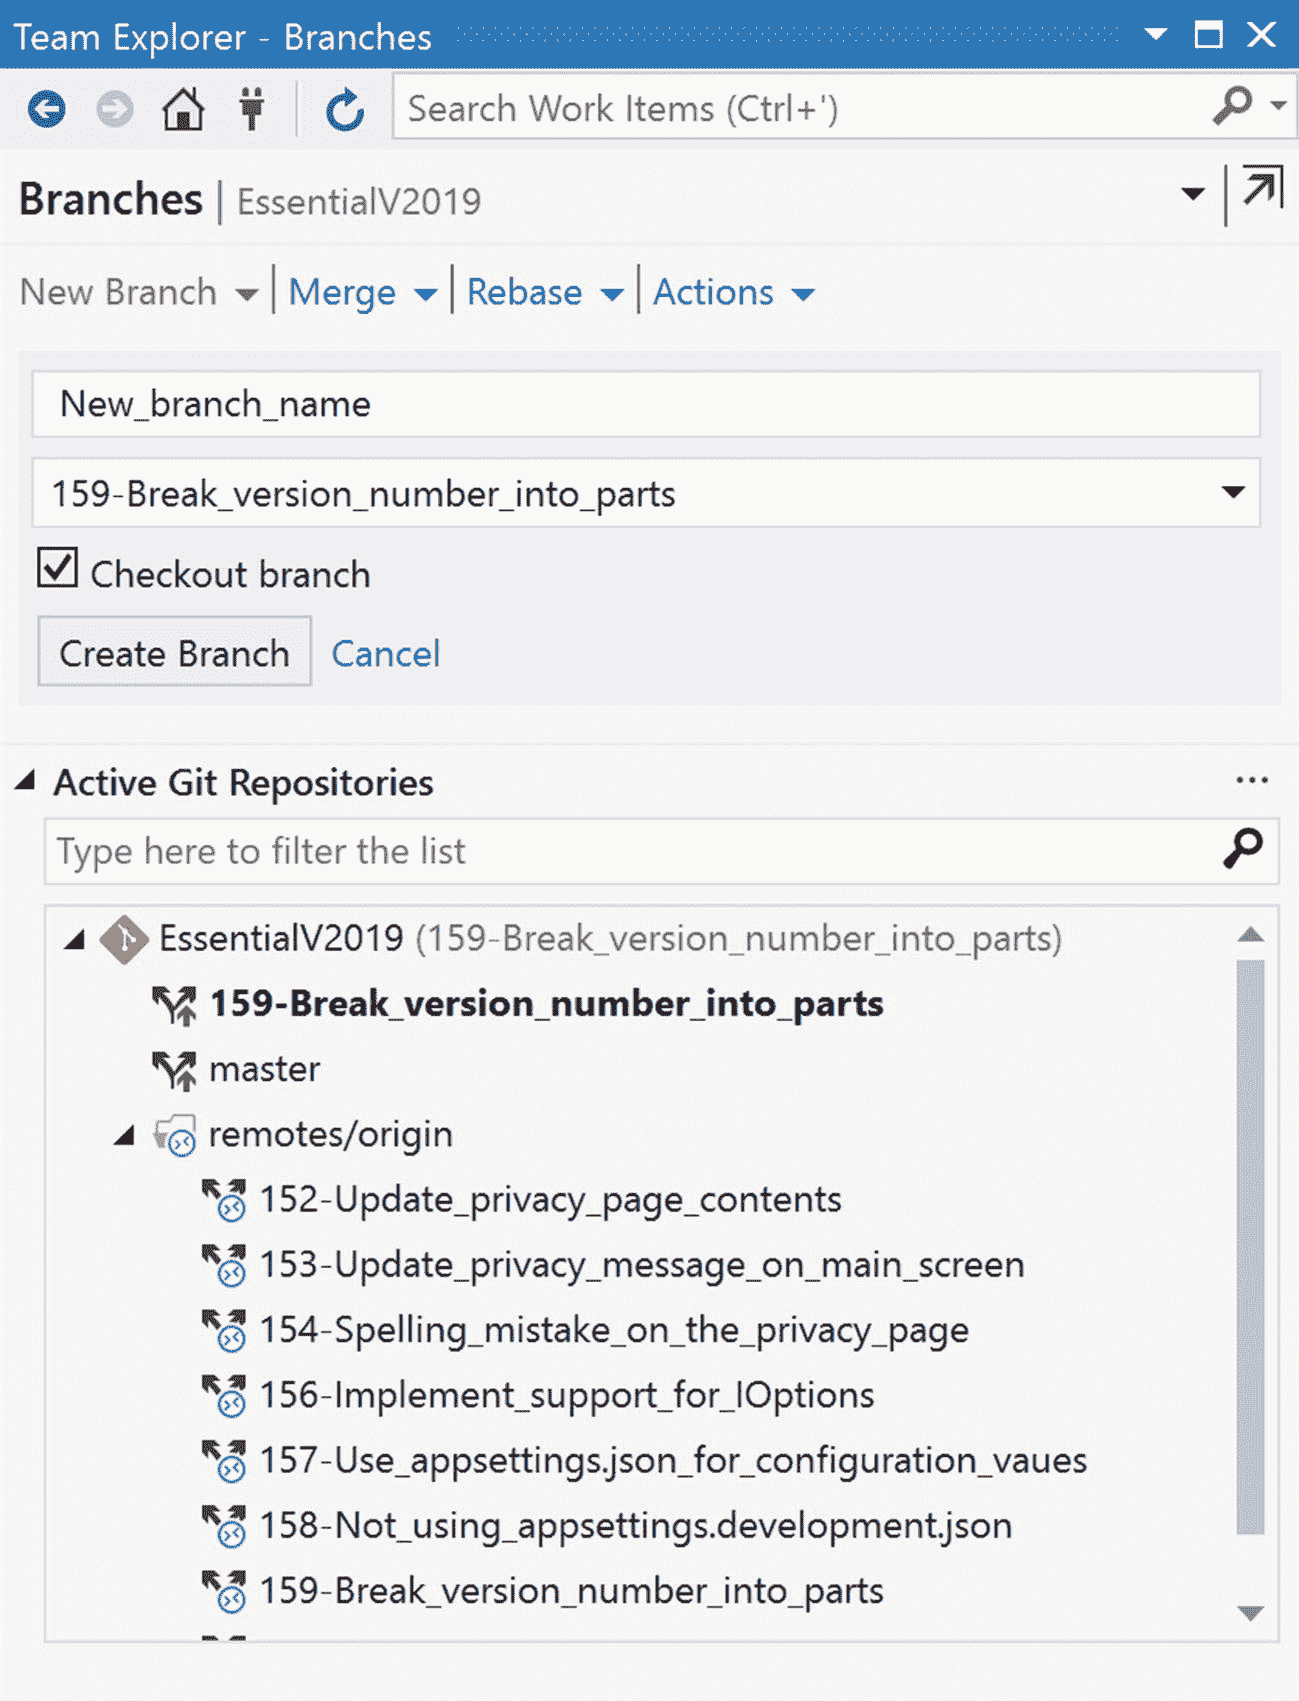 Team Explorer - Branches
Search Work Items (Ctrl+')
Branches | EssentialV2019
New Branch | Merge | Rebase | Actions
New_branch_name
159-Break_version_number_into_parts
Checkout branch
Create Branch Cancel
Active Git Repositories ...
Type here to filter the list
EssentialV2019 (159-Break_version_number_into_parts)
159-Break_version_number_into_parts
master
remotes/origin
152-Update_privacy_page_contents
153-Update_privacy_message_on_main_screen
154-Spelling_mistake_on_the_privacy_page
156-Implement_support_for_IOptions
157-Use_appsettings.json_for_configuration_vaues
158-Not_using_appsettings.development.json
159-Break_version_number_into_parts